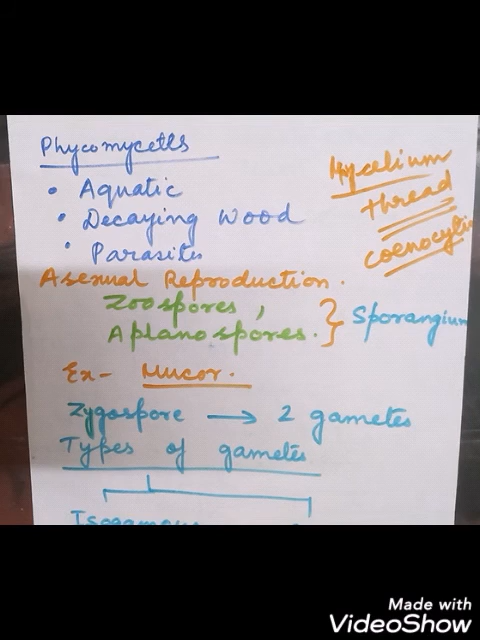 Phycomycetes
• Aquatic
• Decaying Wood
• Parasites
Mycelium
thread
coenocytic
Asexual Reproduction.
Zoospores,
Aplanospores. } Sporangium
Ex- Mucor.
Zygospore → 2 gametes
Types of gametes
Isogamous
Made with
VideoShow